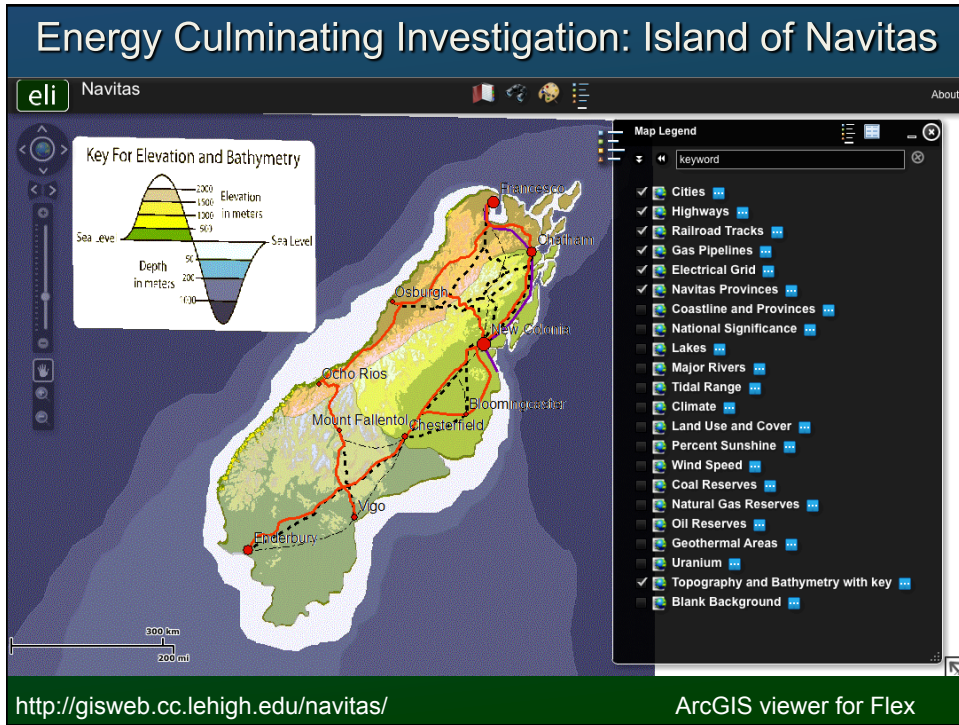 Energy Culminating Investigation: Island of Navitas
eli Navitas
About
Key For Elevation and Bathymetry
2000
1500
1000
500
Elevation
in meters
Sea Leve
Sea Level
Depth
in meters
50
200
Francesco
Chatham
Osburgh
New Colonia
Ocho Rios
Bloomingcaster
Mount Fallentol
Chestorfield
Vigo
Enderbury
300 km
200 mi
Map Legend
keyword
Cities
Highways
Railroad Tracks
Gas Pipelines
Electrical Grid
Navitas Provinces
Coastline and Provinces
National Significance
Lakes
Major Rivers
Tidal Range
Climate
Land Use and Cover
Percent Sunshine
Wind Speed
Coal Reserves
Natural Gas Reserves
Oil Reserves
Geothermal Areas
Uranium
Topography and Bathymetry with key
Blank Background
http://gisweb.cc.lehigh.edu/navitas/
ArcGIS viewer for Flex